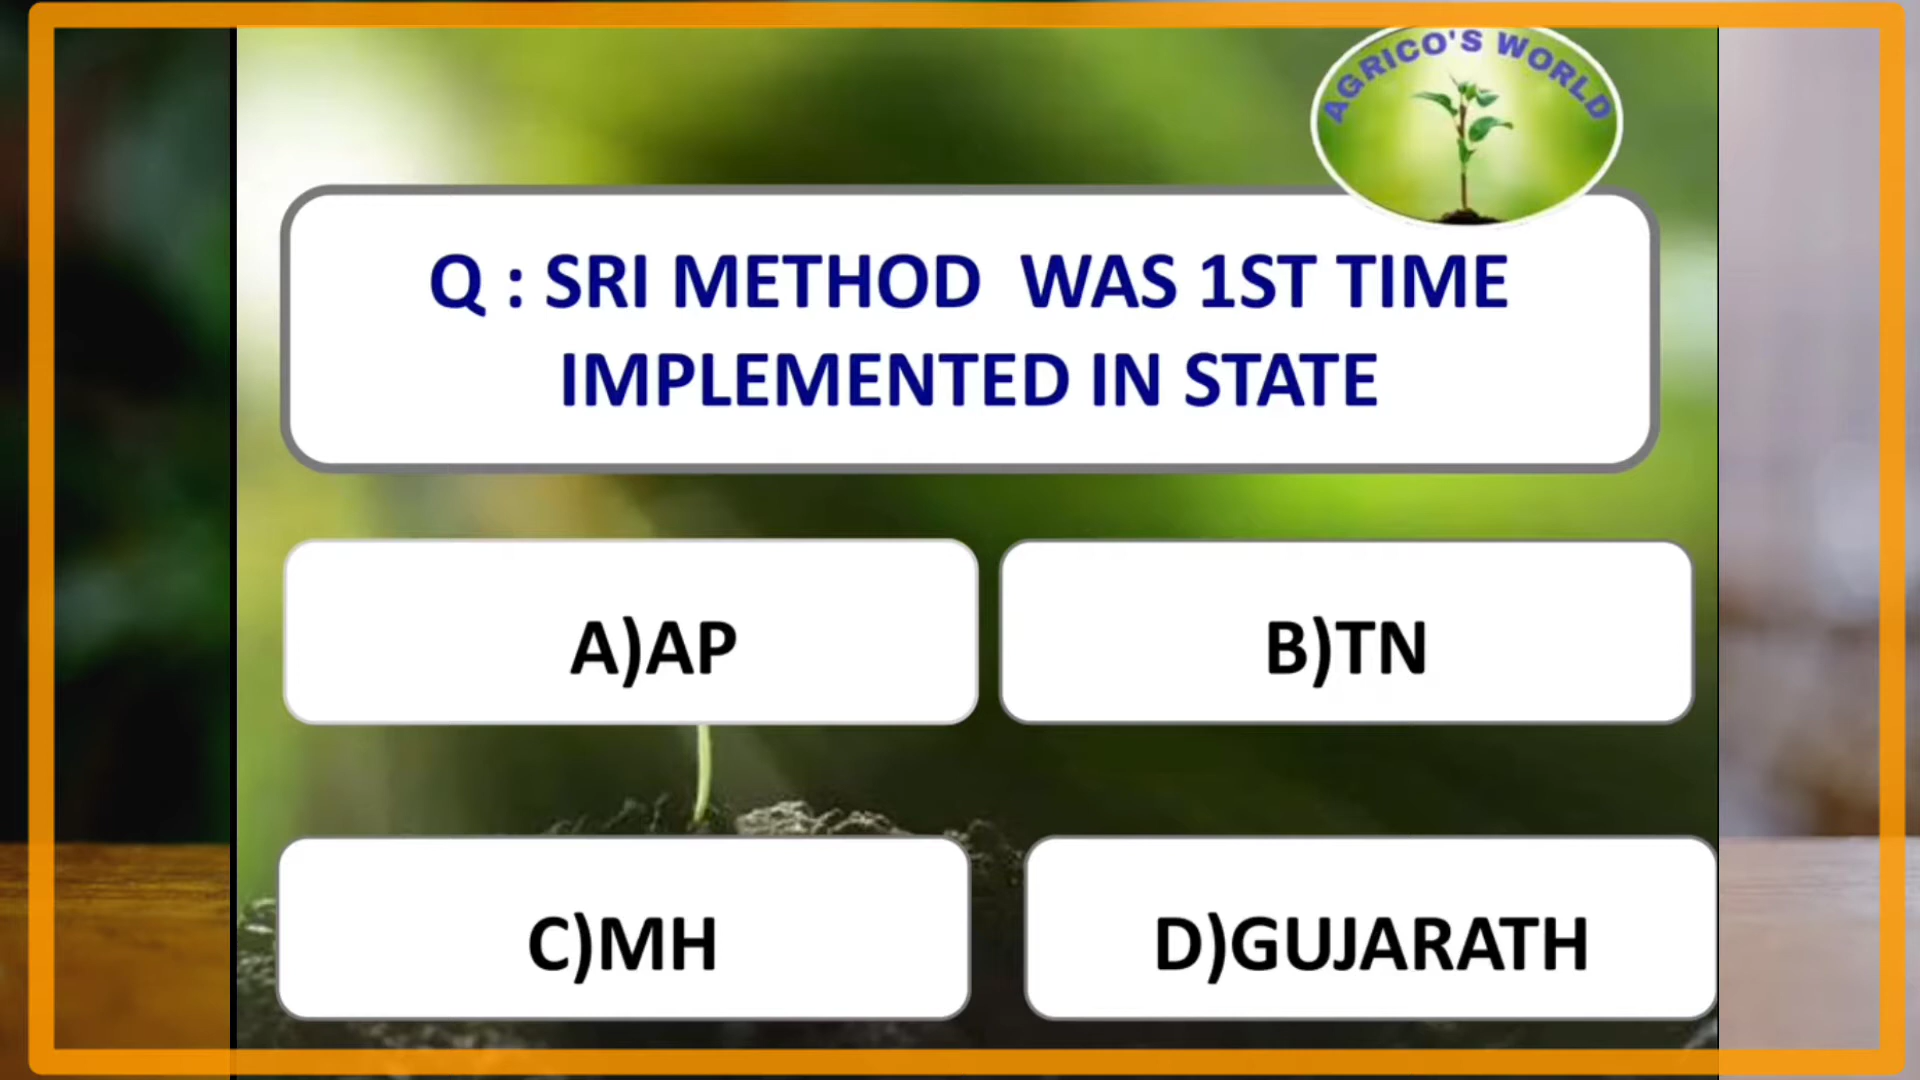 AGRICO'S WORLD
Q : SRI METHOD WAS 1ST TIME
IMPLEMENTED IN STATE
A)AP
B)TN
C)MH
D)GUJARATH